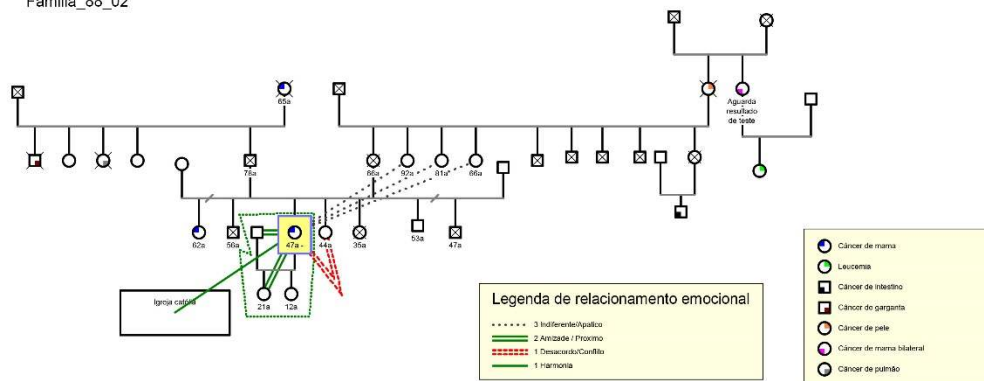 Família_88_02
65a
Aguarda
resultado
de teste
78a
66a
92a
81a
66a
62a
56a
47a -
44a
35a
53a
47a
21a
12a
Igreja católica
Legenda de relacionamento emocional
3 Indiferente/Apático
2 Amizade / Próximo
1 Desacordo/Conflito
1 Harmonia
Câncer de mama
Leucemia
Câncer de intestino
Câncer de garganta
Câncer de pele
Câncer de mama bilateral
Câncer de pulmão